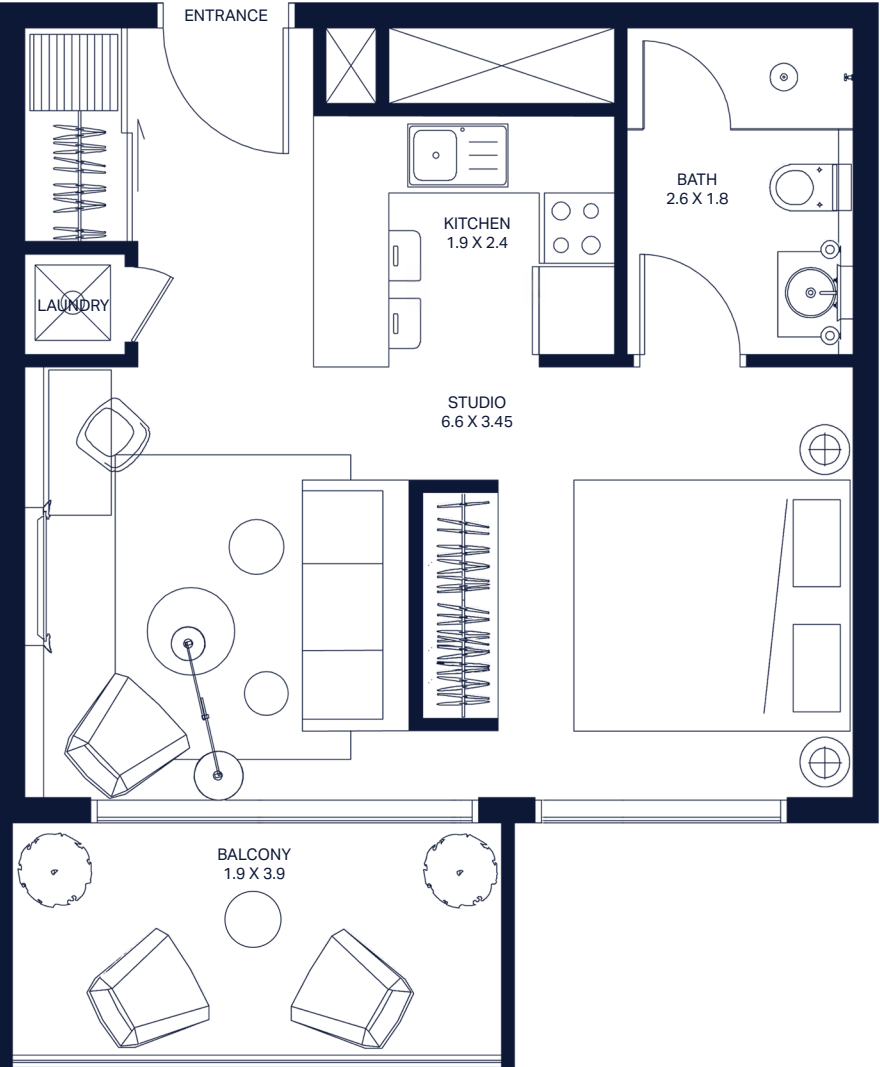 ENTRANCE
BATH
2.6 X 1.8
KITCHEN
1.9 X 2.4
LAUNDRY
STUDIO
6.6 X 3.45
BALCONY
1.9 X 3.9